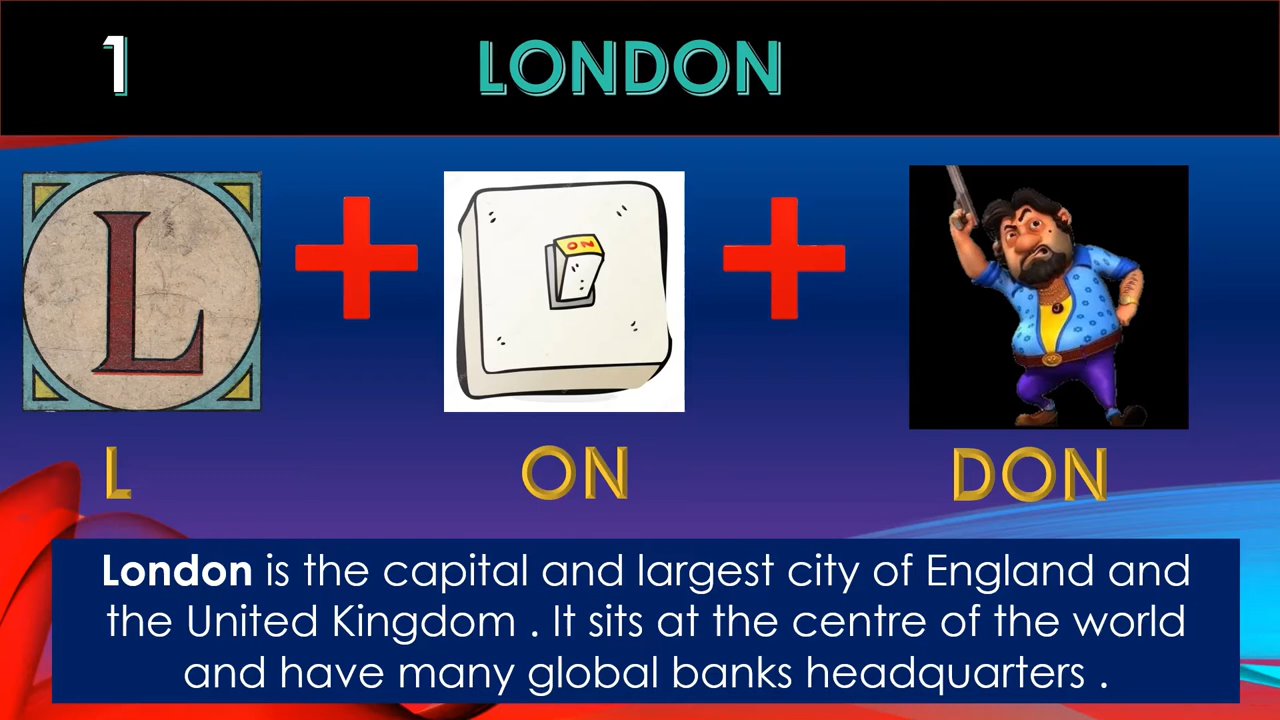 1
LONDON
L
ON
L
ON
DON
London is the capital and largest city of England and
the United Kingdom . It sits at the centre of the world
and have many global banks headquarters .